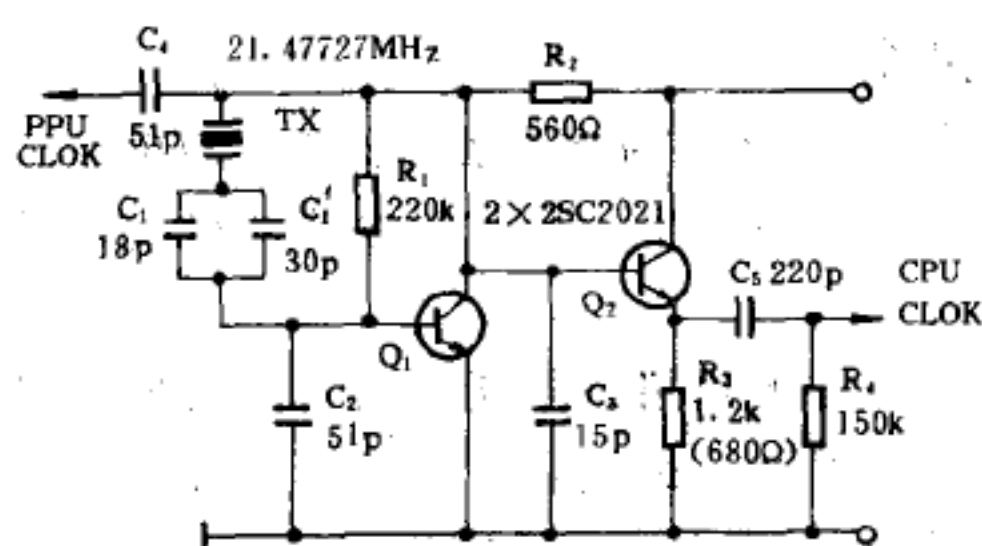 C₄
21.47727MHz
R₂
PPU
CLOK
51p
TX
560Ω
C₁
18p
C₁′
30p
R₁
220k
2×2SC2021
Q₁
Q₂
C₅ 220p
CPU
CLOK
C₂
51p
C₃
15p
R₃
1.2k
(680Ω)
R₄
150k